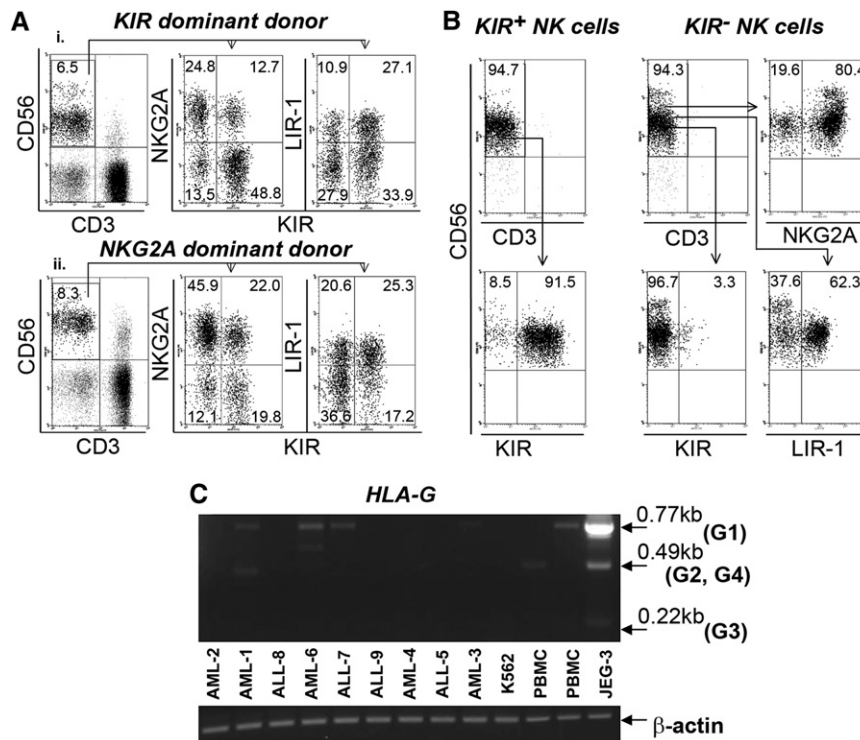 A
KIR dominant donor
i.
6.5
24.8
12.7
10.9
27.1
CD56
NKG2A
LIR-1
13.5
48.8
27.9
33.9
CD3
KIR
NKG2A dominant donor
ii.
8.3
45.9
22.0
20.6
25.3
CD56
NKG2A
LIR-1
12.1
19.8
36.6
17.2
CD3
KIR
B
KIR+ NK cells
KIR- NK cells
94.7
94.3
19.6
80.4
CD56
CD3
CD3
NKG2A
8.5
91.5
96.7
3.3
37.6
62.3
KIR
KIR
LIR-1
C
HLA-G
0.77kb
(G1)
0.49kb
(G2, G4)
0.22kb
(G3)
AML-2
AML-1
ALL-8
AML-6
ALL-7
ALL-9
AML-4
ALL-5
AML-3
K562
PBMC
PBMC
JEG-3
β-actin